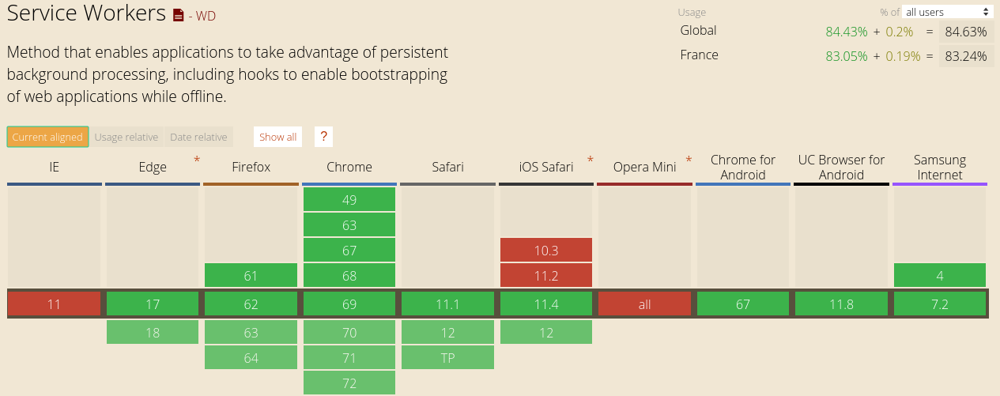 Service Workers - WD
Usage % of all users
Global 84.43% + 0.2% = 84.63%
France 83.05% + 0.19% = 83.24%
Method that enables applications to take advantage of persistent
background processing, including hooks to enable bootstrapping
of web applications while offline.
Current aligned Usage relative Date relative Show all ?
IE Edge * Firefox Chrome Safari iOS Safari * Opera Mini * Chrome for Android UC Browser for Android Samsung Internet
49
63
67 10.3
61 68 11.2 4
11 17 62 69 11.1 11.4 all 67 11.8 7.2
18 63 70 12 12
64 71 TP
72